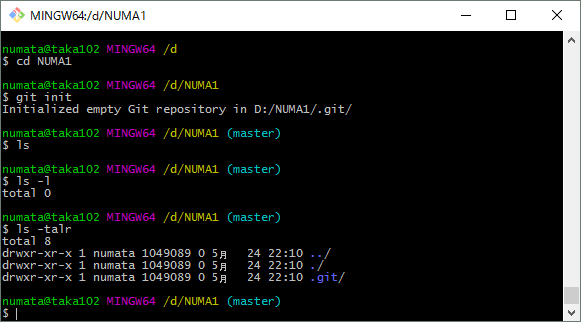 MINGW64:/d/NUMA1
numata@taka102 MINGW64 /d
$ cd NUMA1
numata@taka102 MINGW64 /d/NUMA1
$ git init
Initialized empty Git repository in D:/NUMA1/.git/
numata@taka102 MINGW64 /d/NUMA1 (master)
$ ls
numata@taka102 MINGW64 /d/NUMA1 (master)
$ ls -l
total 0
numata@taka102 MINGW64 /d/NUMA1 (master)
$ ls -talr
total 8
drwxr-xr-x 1 numata 1049089 0 5月 24 22:10 ../
drwxr-xr-x 1 numata 1049089 0 5月 24 22:10 ./
drwxr-xr-x 1 numata 1049089 0 5月 24 22:10 .git/
numata@taka102 MINGW64 /d/NUMA1 (master)
$